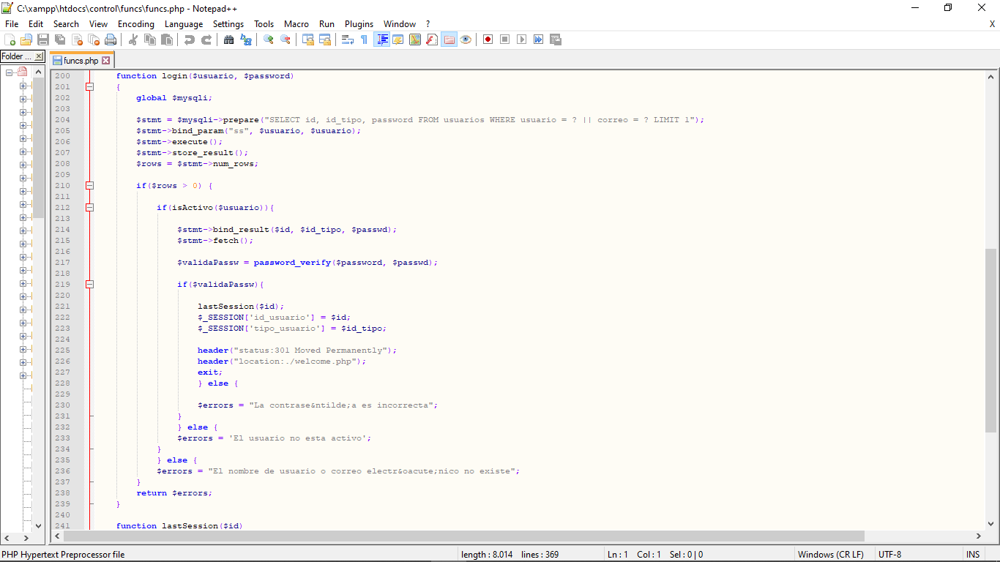 C:\xampp\htdocs\control\funcs\funcs.php - Notepad++
File Edit Search View Encoding Language Settings Tools Macro Run Plugins Window ? X
Folder ...
funcs.php
200 function login($usuario, $password)
201 {
202 global $mysqli;
203
204 $stmt = $mysqli->prepare("SELECT id, id_tipo, password FROM usuarios WHERE usuario = ? || correo = ? LIMIT 1");
205 $stmt->bind_param("ss", $usuario, $usuario);
206 $stmt->execute();
207 $stmt->store_result();
208 $rows = $stmt->num_rows;
209
210 if($rows > 0) {
211
212 if(isActivo($usuario)){
213
214 $stmt->bind_result($id, $id_tipo, $passwd);
215 $stmt->fetch();
216
217 $validaPassw = password_verify($password, $passwd);
218
219 if($validaPassw){
220
221 lastSession($id);
222 $_SESSION['id_usuario'] = $id;
223 $_SESSION['tipo_usuario'] = $id_tipo;
224
225 header("status:301 Moved Permanently");
226 header("location:./welcome.php");
227 exit;
228 } else {
229
230 $errors = "La contrase&ntilde;a es incorrecta";
231 }
232 } else {
233 $errors = 'El usuario no esta activo';
234 }
235 } else {
236 $errors = "El nombre de usuario o correo electr&oacute;nico no existe";
237 }
238 return $errors;
239 }
240
241 function lastSession($id)
PHP Hypertext Preprocessor file length : 8.014 lines : 369 Ln : 1 Col : 1 Sel : 0 | 0 Windows (CR LF) UTF-8 INS